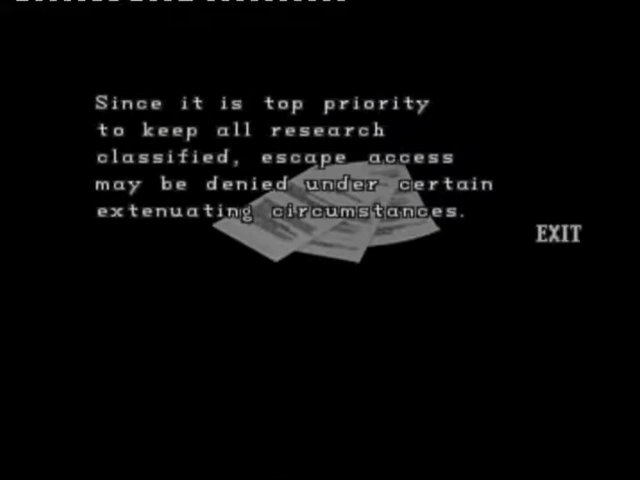 Since it is top priority
to keep all research
classified, escape access
may be denied under certain
extenuating circumstances.
EXIT